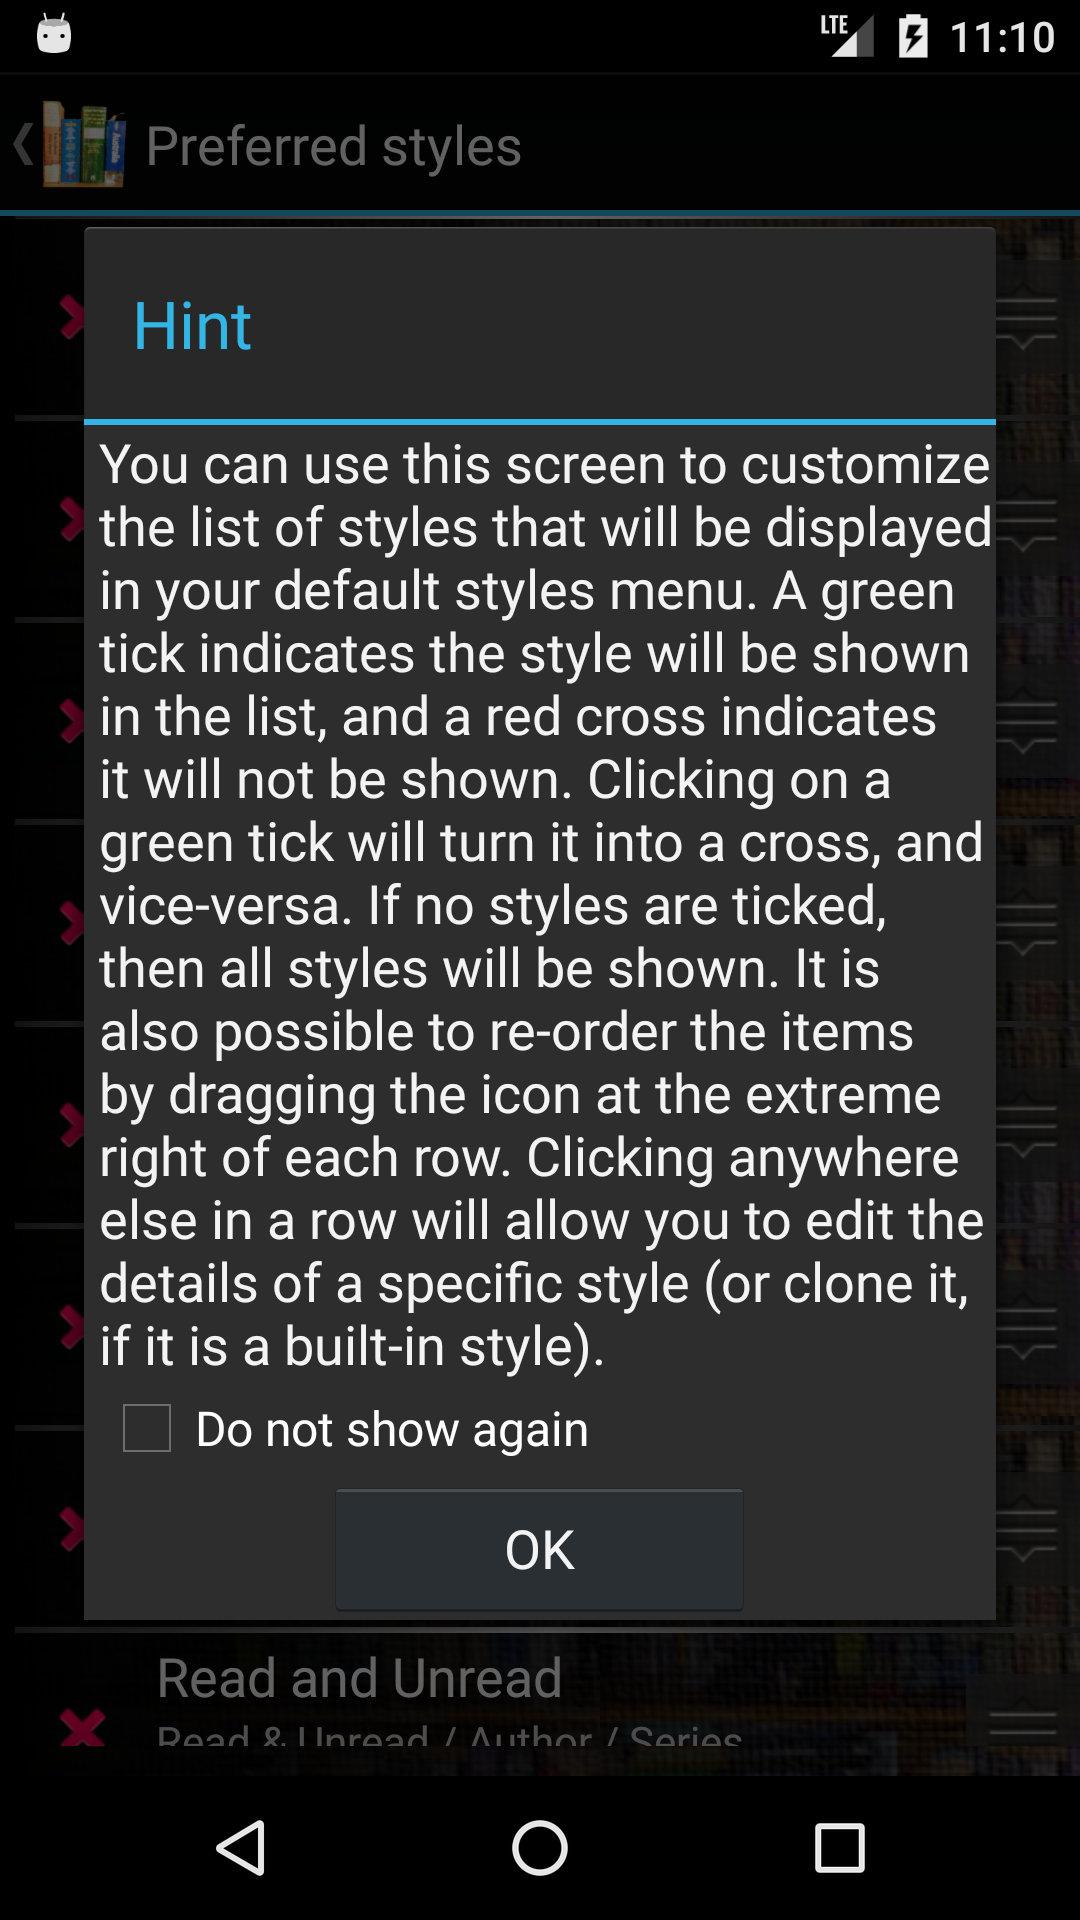 LTE 11:10
Preferred styles
Hint
You can use this screen to customize
the list of styles that will be displayed
in your default styles menu. A green
tick indicates the style will be shown
in the list, and a red cross indicates
it will not be shown. Clicking on a
green tick will turn it into a cross, and
vice-versa. If no styles are ticked,
then all styles will be shown. It is
also possible to re-order the items
by dragging the icon at the extreme
right of each row. Clicking anywhere
else in a row will allow you to edit the
details of a specific style (or clone it,
if it is a built-in style).
Do not show again
OK
Read and Unread
Read & Unread / Author / Series